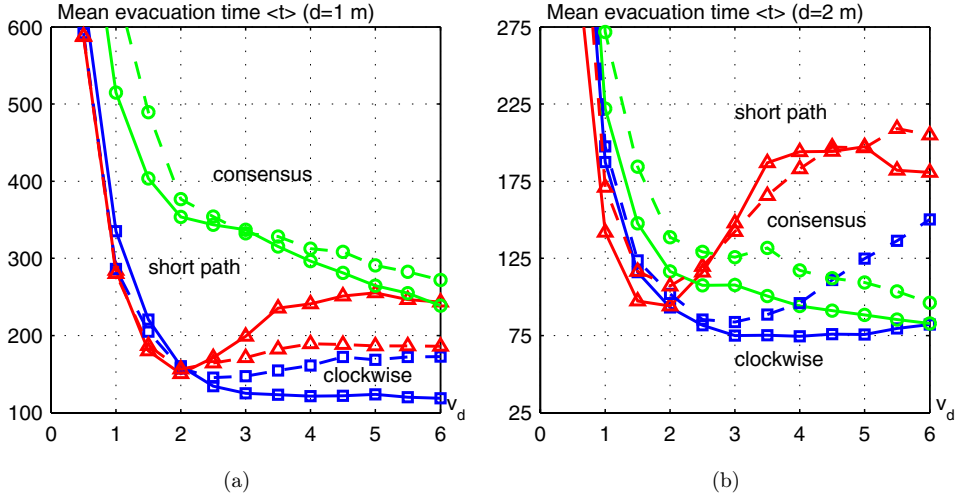 Mean evacuation time <t> (d=1 m)
600
500
400
300
200
100
0
1
2
3
4
5
6
v_d
consensus
short path
clockwise
(a)
Mean evacuation time <t> (d=2 m)
275
225
175
125
75
25
0
1
2
3
4
5
6
v_d
short path
consensus
clockwise
(b)